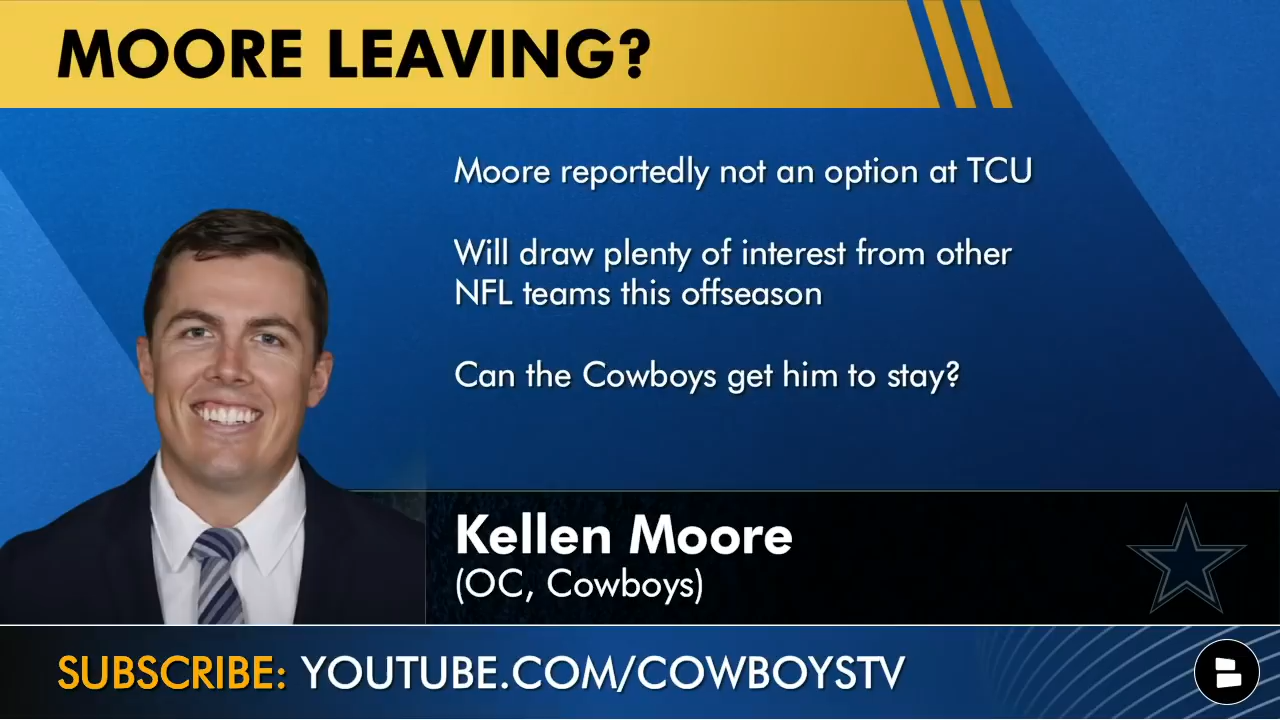 MOORE LEAVING?
Moore reportedly not an option at TCU
Will draw plenty of interest from other
NFL teams this offseason
Can the Cowboys get him to stay?
Kellen Moore
(OC, Cowboys)
SUBSCRIBE: YOUTUBE.COM/COWBOYSTV